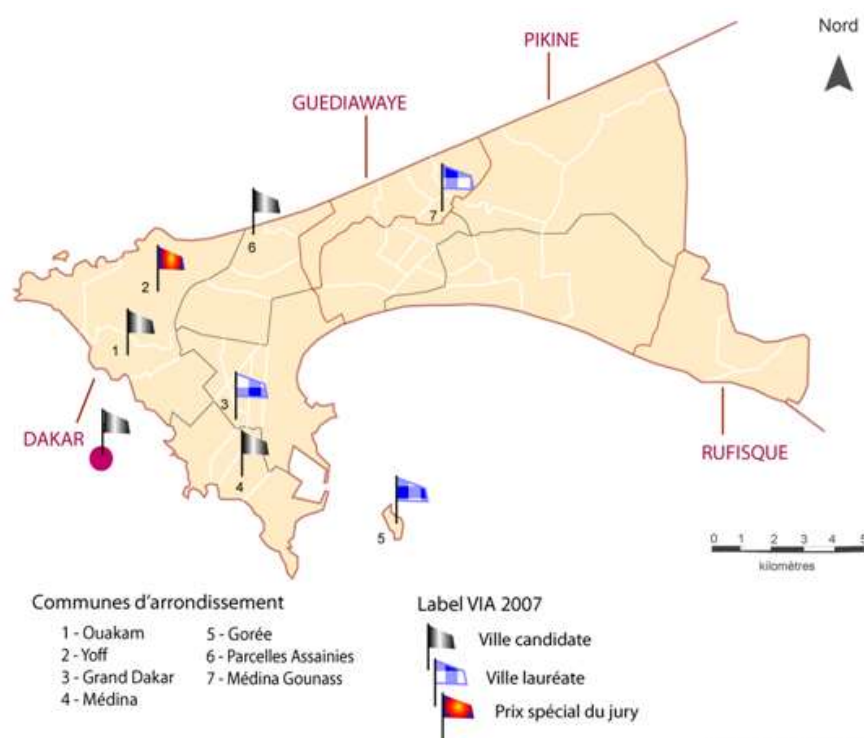 Nord
PIKINE
GUEDIAWAYE
7
6
2
1
3
DAKAR
4
RUFISQUE
5
0 1 2 3 4 5
kilomètres
Communes d'arrondissement
1 - Ouakam
2 - Yoff
3 - Grand Dakar
4 - Médina
5 - Gorée
6 - Parcelles Assainies
7 - Médina Gounass
Label VIA 2007
Ville candidate
Ville lauréate
Prix spécial du jury